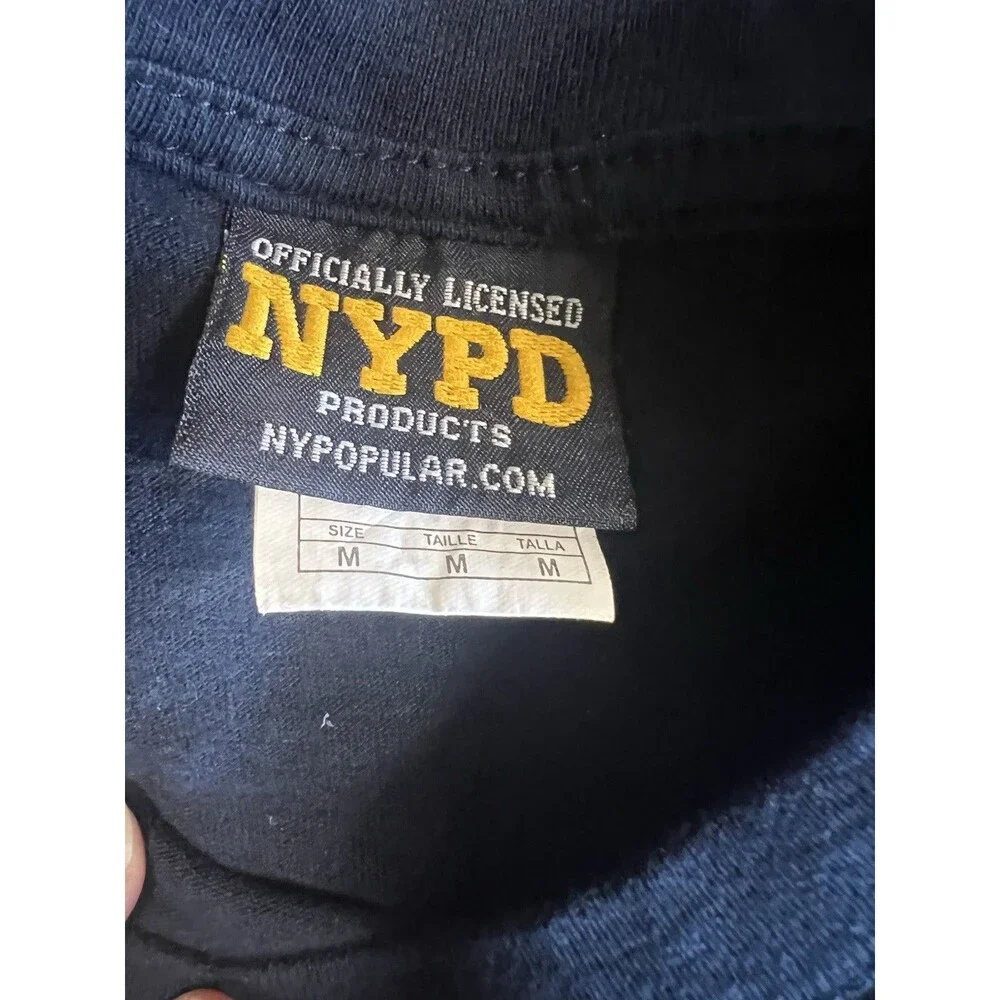 OFFICIALLY LICENSED
NYPD
PRODUCTS
NYPOPULAR.COM
SIZE TAILLE TALLA
M M M